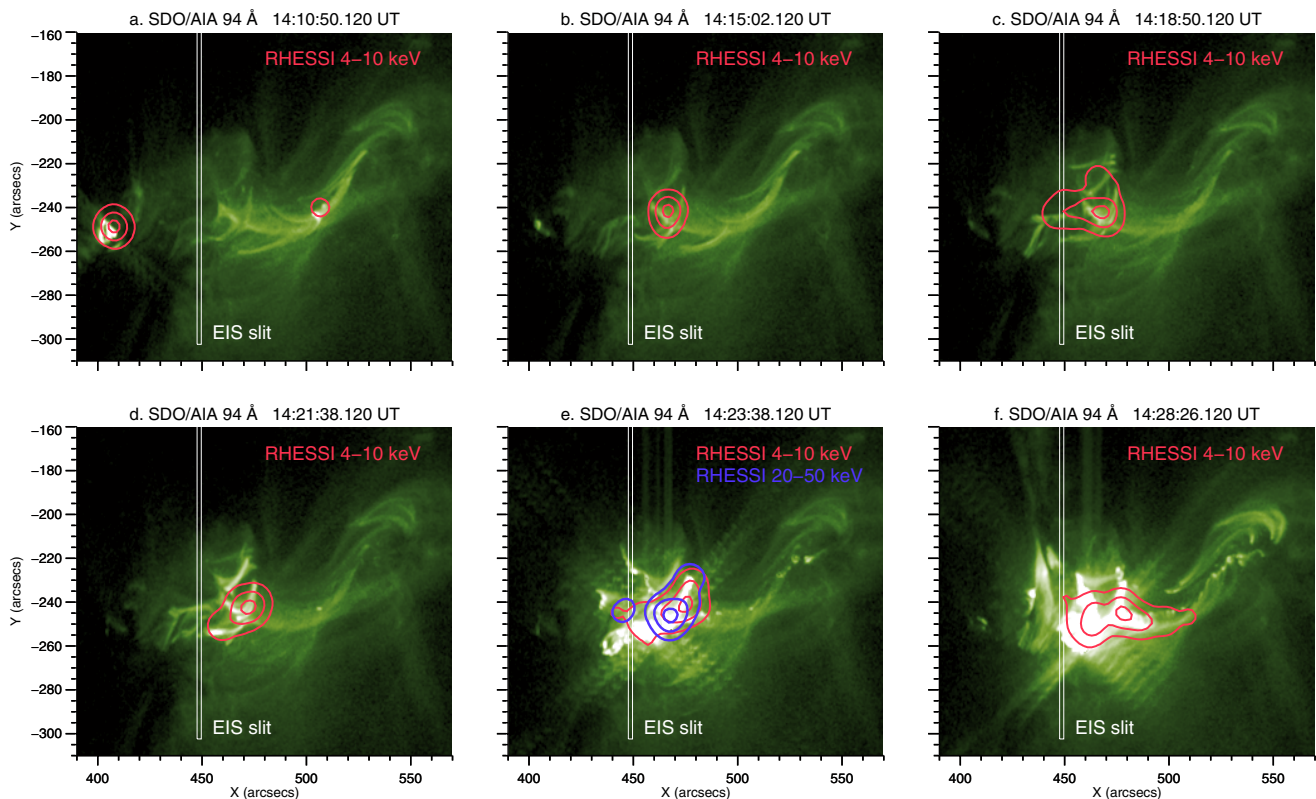 a. SDO/AIA 94 Å   14:10:50.120 UT
b. SDO/AIA 94 Å   14:15:02.120 UT
c. SDO/AIA 94 Å   14:18:50.120 UT
−160
−180
−200
−220
−240
−260
−280
−300
Y (arcsecs)
RHESSI 4−10 keV
EIS slit
RHESSI 4−10 keV
EIS slit
RHESSI 4−10 keV
EIS slit
d. SDO/AIA 94 Å   14:21:38.120 UT
e. SDO/AIA 94 Å   14:23:38.120 UT
f. SDO/AIA 94 Å   14:28:26.120 UT
−160
−180
−200
−220
−240
−260
−280
−300
Y (arcsecs)
RHESSI 4−10 keV
EIS slit
RHESSI 4−10 keV
RHESSI 20−50 keV
EIS slit
RHESSI 4−10 keV
EIS slit
400 450 500 550
X (arcsecs)
400 450 500 550
X (arcsecs)
400 450 500 550
X (arcsecs)